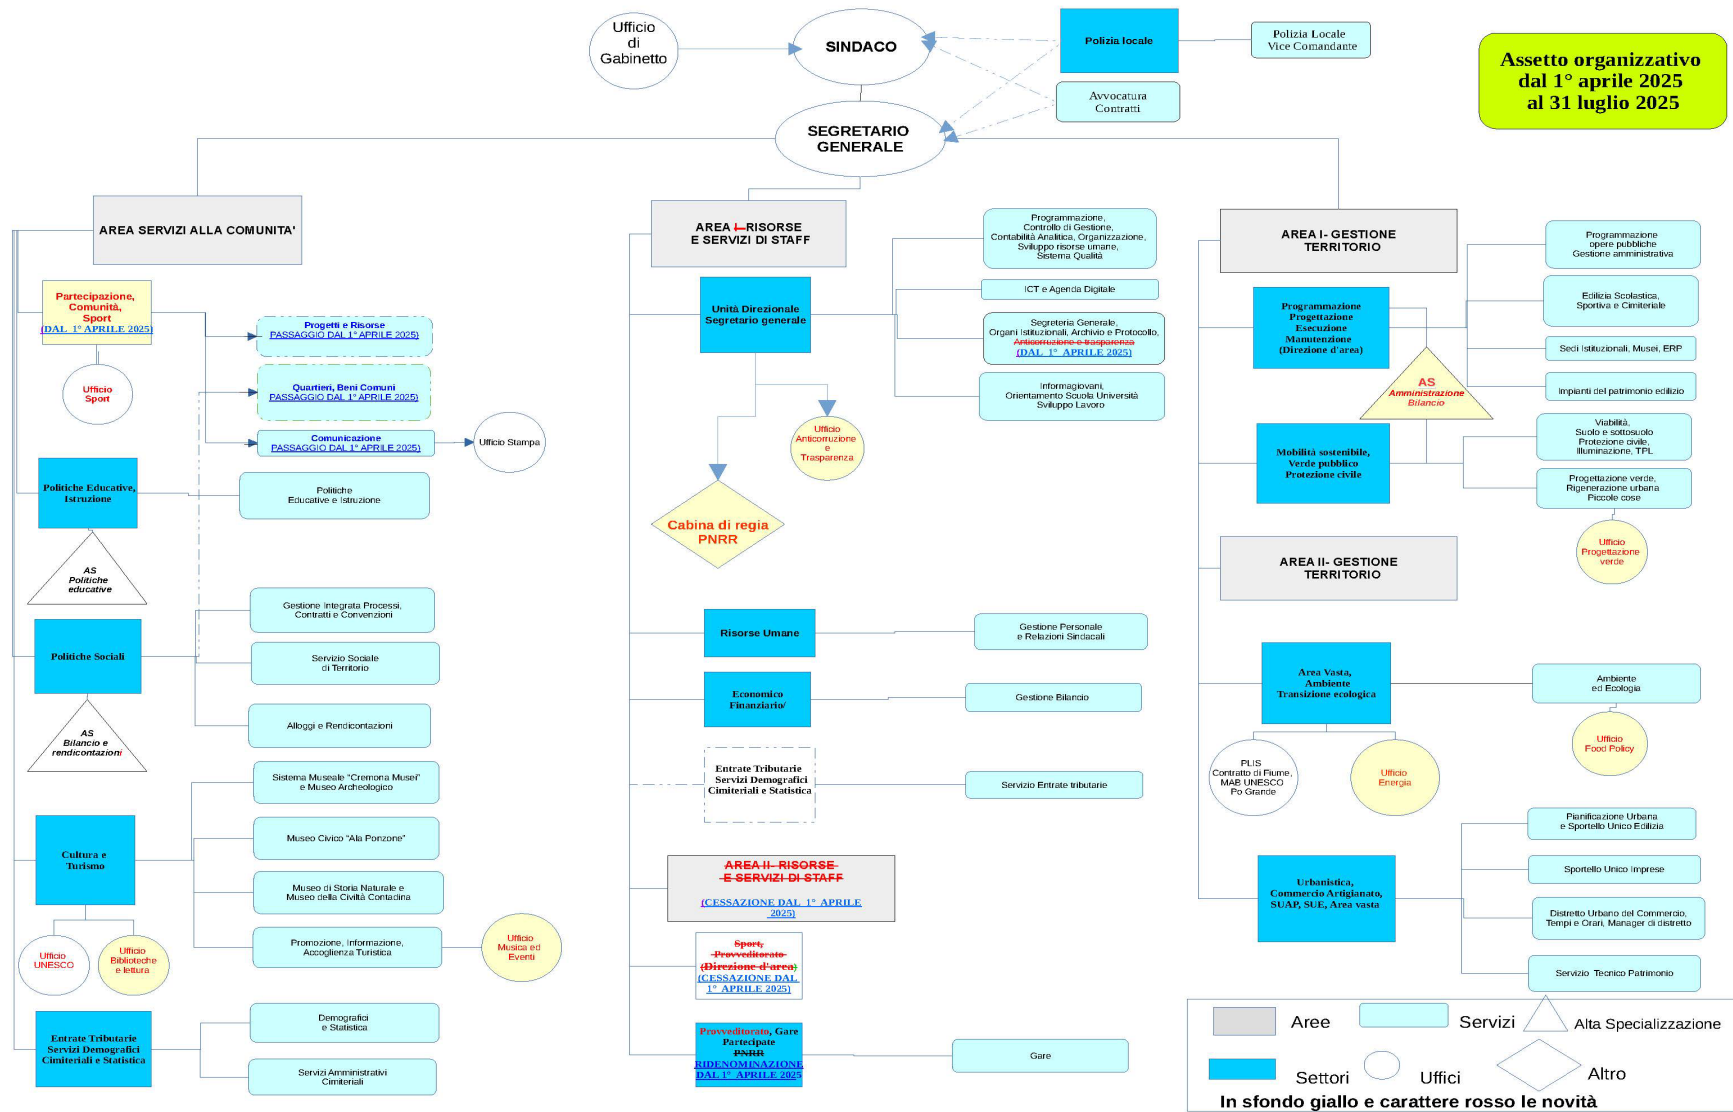 Ufficio
di
Gabinetto
SINDACO
Polizia locale
Polizia Locale
Vice Comandante
Avvocatura
Contratti
Assetto organizzativo
dal 1° aprile 2025
al 31 luglio 2025
SEGRETARIO
GENERALE
AREA SERVIZI ALLA COMUNITA'
Partecipazione,
Comunità,
Sport
(DAL 1° APRILE 2025)
Ufficio
Sport
Progetti e Risorse
PASSAGGIO DAL 1° APRILE 2025)
Quartieri, Beni Comuni
PASSAGGIO DAL 1° APRILE 2025)
Comunicazione
PASSAGGIO DAL 1° APRILE 2025)
Ufficio Stampa
Politiche Educative,
Istruzione
Politiche
Educative e Istruzione
AS
Politiche
educative
Politiche Sociali
Gestione Integrata Processi,
Contratti e Convenzioni
Servizio Sociale
di Territorio
Alloggi e Rendicontazioni
AS
Bilancio e
rendicontazioni
Cultura e
Turismo
Sistema Museale "Cremona Musei"
e Museo Archeologico
Museo Civico "Ala Ponzone"
Museo di Storia Naturale e
Museo della Civiltà Contadina
Promozione, Informazione,
Accoglienza Turistica
Ufficio
Musica ed
Eventi
Ufficio
UNESCO
Ufficio
Biblioteche
e lettura
Entrate Tributarie
Servizi Demografici
Cimiteriali e Statistica
Demografici
e Statistica
Servizi Amministrativi
Cimiteriali
AREA I- RISORSE
E SERVIZI DI STAFF
Unità Direzionale
Segretario generale
Programmazione,
Controllo di Gestione,
Contabilità Analitica, Organizzazione,
Sviluppo risorse umane,
Sistema Qualità
ICT e Agenda Digitale
Segreteria Generale,
Organi Istituzionali, Archivio e Protocollo,
Anticorruzione e trasparenza
(DAL 1° APRILE 2025)
Informagiovani,
Orientamento Scuola Università
Sviluppo Lavoro
Ufficio
Anticorruzione
e
Trasparenza
Cabina di regia
PNRR
Risorse Umane
Gestione Personale
e Relazioni Sindacali
Economico
Finanziario/
Gestione Bilancio
Entrate Tributarie
Servizi Demografici
Cimiteriali e Statistica
Servizio Entrate tributarie
AREA II- RISORSE
E SERVIZI DI STAFF
(CESSAZIONE DAL 1° APRILE
2025)
Sport,
Provveditorato
(Direzione d'area)
(CESSAZIONE DAL
1° APRILE 2025)
Provveditorato, Gare
Partecipate
PNRR
RIDENOMINAZIONE
DAL 1° APRILE 2025
Gare
AREA I- GESTIONE
TERRITORIO
Programmazione
Progettazione
Esecuzione
Manutenzione
(Direzione d'area)
Programmazione
opere pubbliche
Gestione amministrativa
Edilizia Scolastica,
Sportiva e Cimiteriale
Sedi Istituzionali, Musei, ERP
Impianti del patrimonio edilizio
AS
Amministrazione
Bilancio
Mobilità sostenibile,
Verde pubblico
Protezione civile
Viabilità,
Suolo e sottosuolo
Protezione civile,
Illuminazione, TPL
Progettazione verde,
Rigenerazione urbana
Piccole cose
Ufficio
Progettazione
verde
AREA II- GESTIONE
TERRITORIO
Area Vasta,
Ambiente
Transizione ecologica
Ambiente
ed Ecologia
Ufficio
Food Policy
PLIS
Contratto di Fiume,
MAB UNESCO
Po Grande
Ufficio
Energia
Urbanistica,
Commercio Artigianato,
SUAP, SUE, Area vasta
Pianificazione Urbana
e Sportello Unico Edilizia
Sportello Unico Imprese
Distretto Urbano del Commercio,
Tempi e Orari, Manager di distretto
Servizio Tecnico Patrimonio
Aree
Servizi
Alta Specializzazione
Settori
Uffici
Altro
In sfondo giallo e carattere rosso le novità